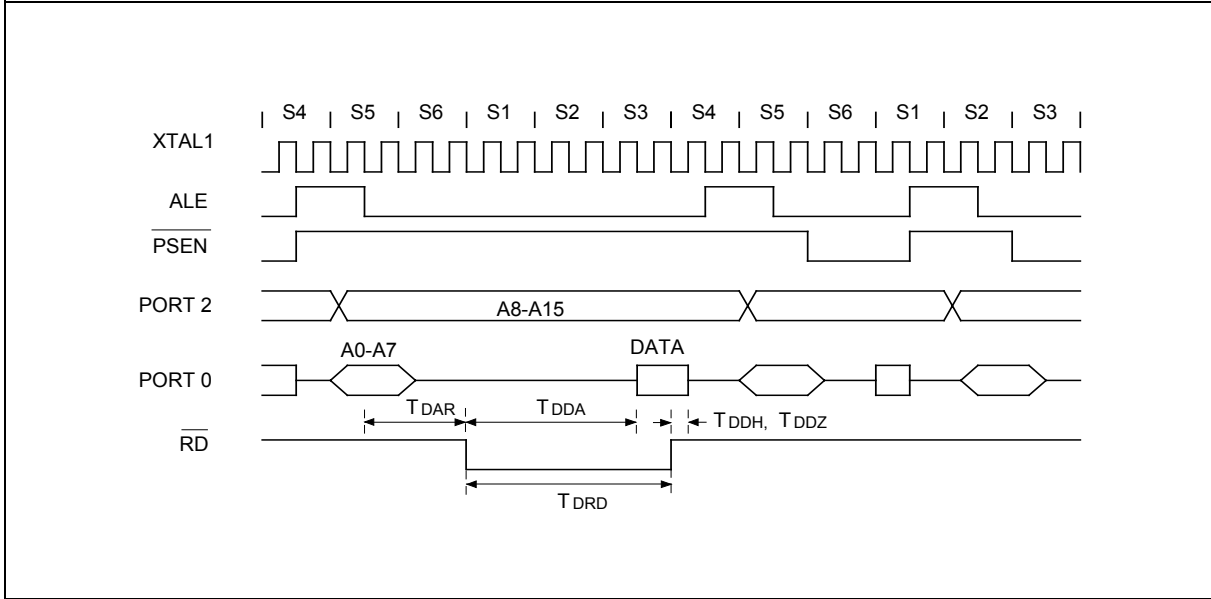 S4 S5 S6 S1 S2 S3 S4 S5 S6 S1 S2 S3
XTAL1
ALE
PSEN
PORT 2
A8-A15
A0-A7
DATA
PORT 0
TDAR
TDDA
TDDH, TDDZ
RD
TDRD